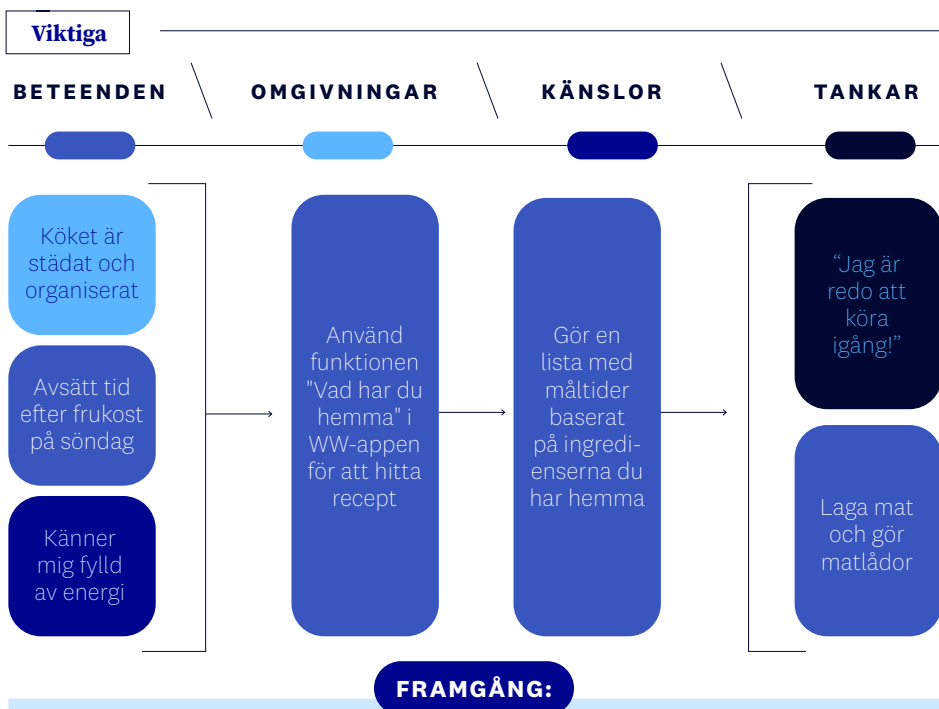 Viktiga
BETEENDEN
OMGIVNINGAR
KÄNSLOR
TANKAR
Köket är
städat och
organiserat
Avsätt tid
efter frukost
på söndag
Känner
mig fylld
av energi
Använd
funktionen
"Vad har du
hemma" i
WW-appen
för att hitta
recept
Gör en
lista med
måltider
baserat
på ingredi-
enserna du
har hemma
“Jag är
redo att
köra
igång!”
Laga mat
och gör
matlådor
FRAMGÅNG: